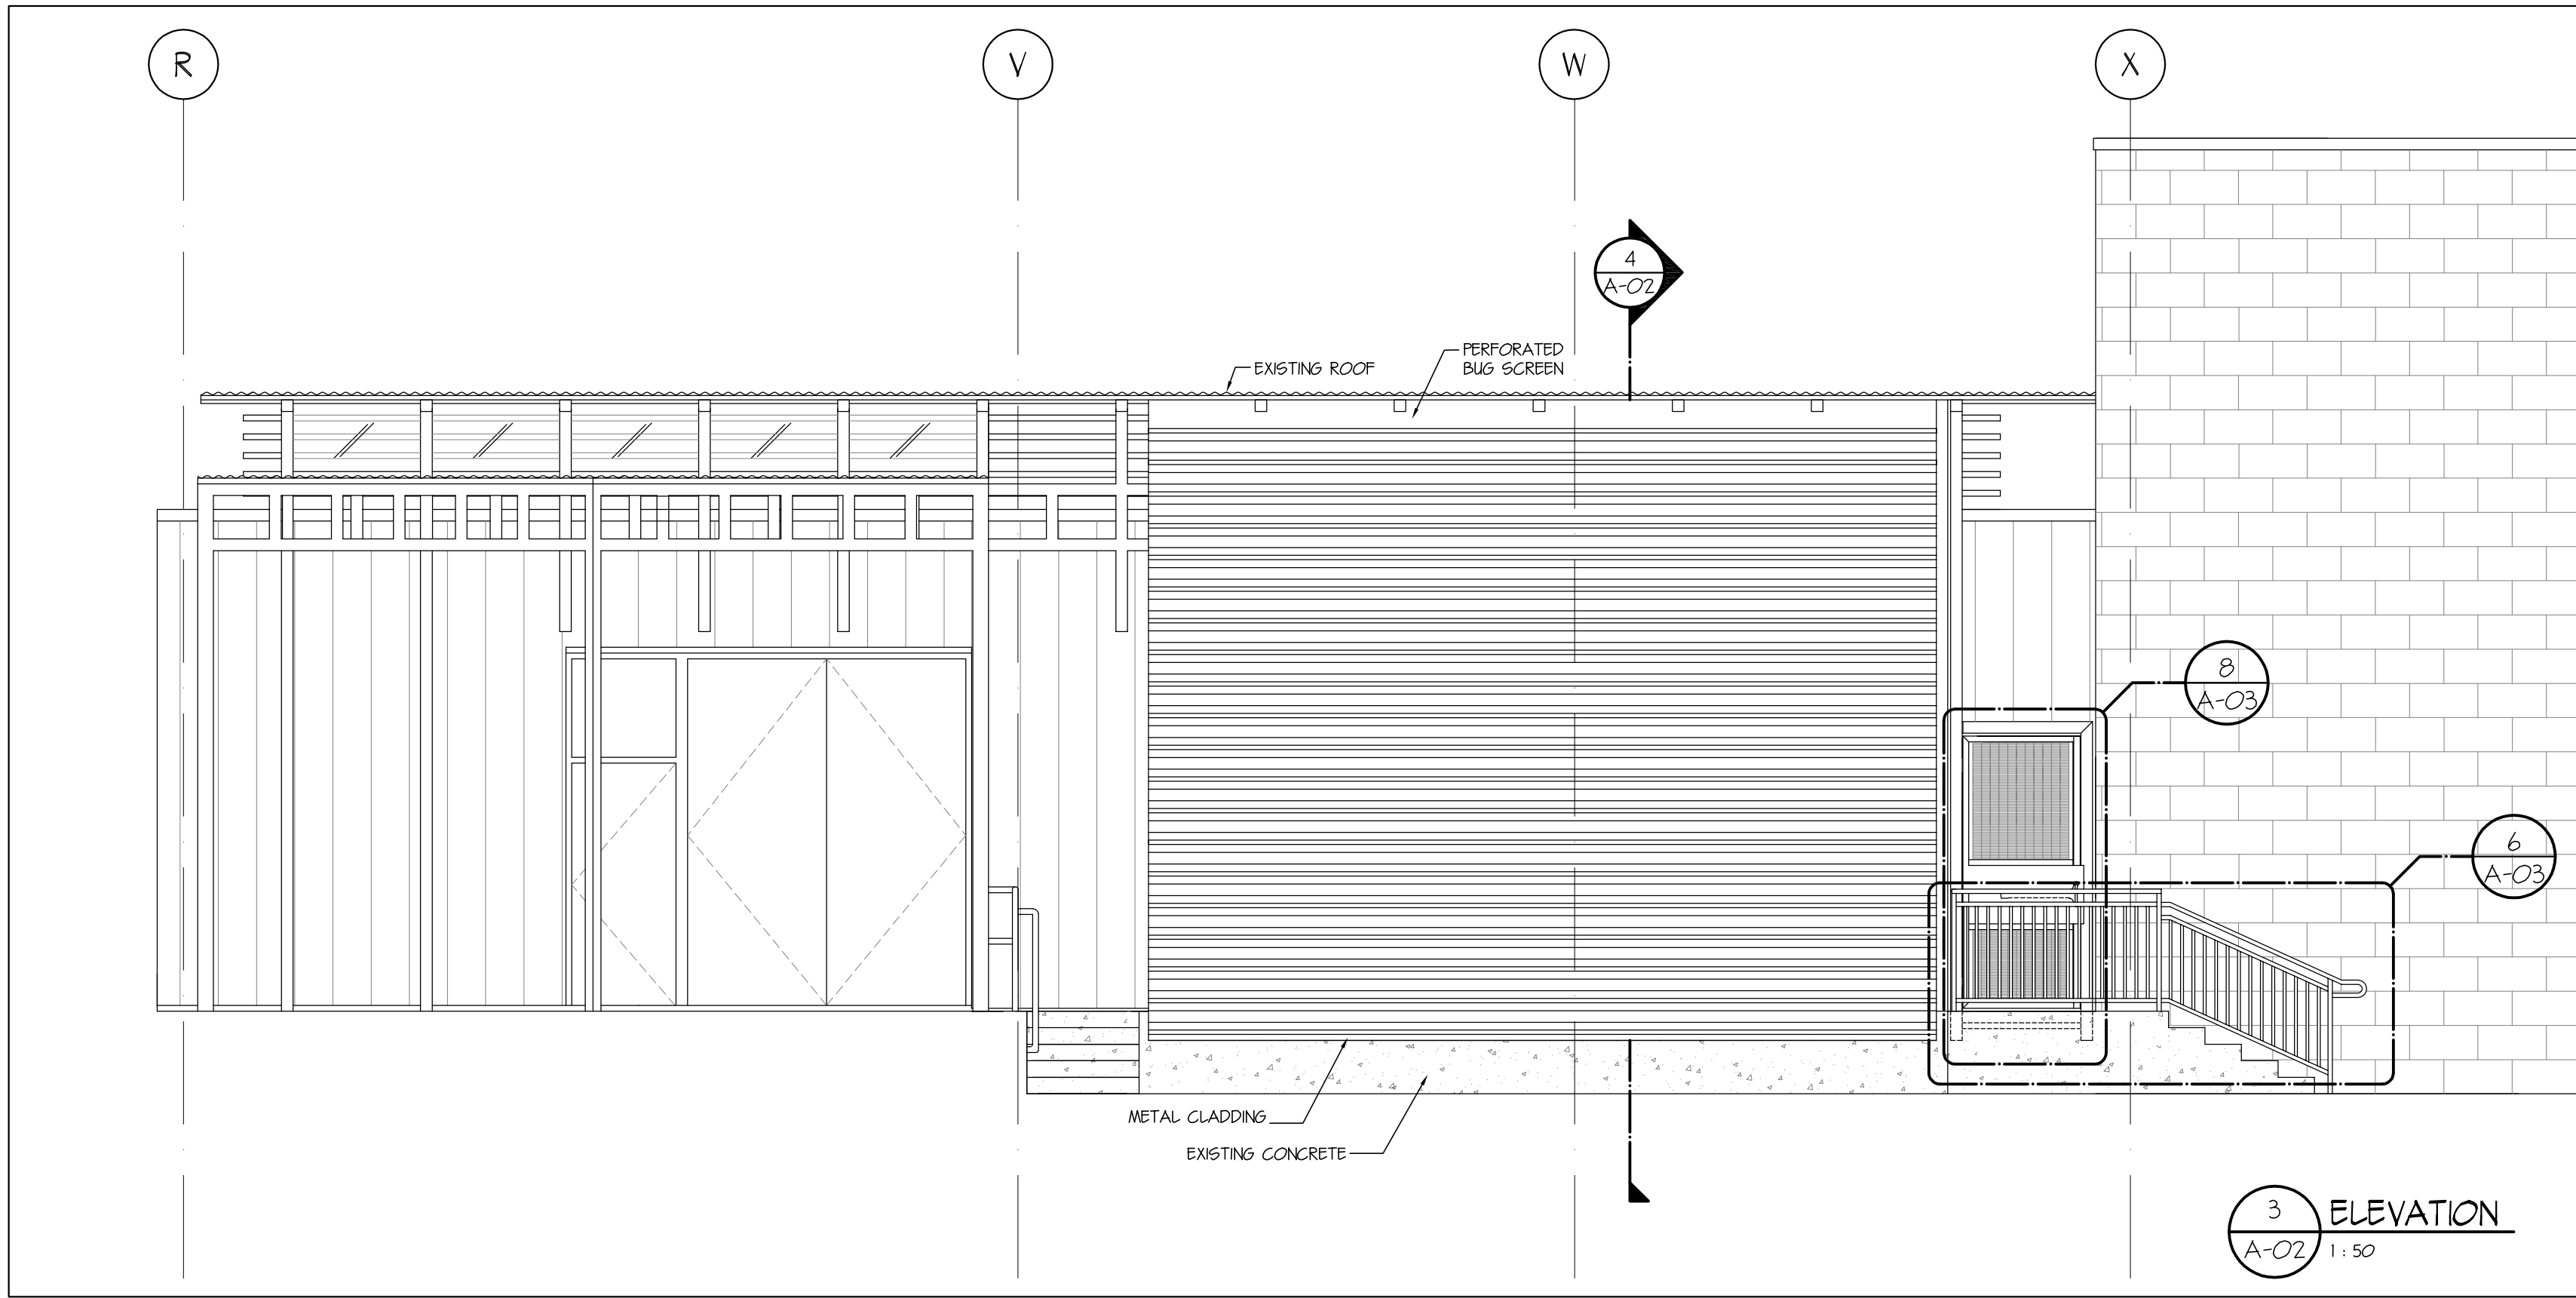 R
V
W
X
4
A-02
PERFORATED
BUG SCREEN
EXISTING ROOF
8
A-03
6
A-03
METAL CLADDING
EXISTING CONCRETE
3
A-02
ELEVATION
1 : 50